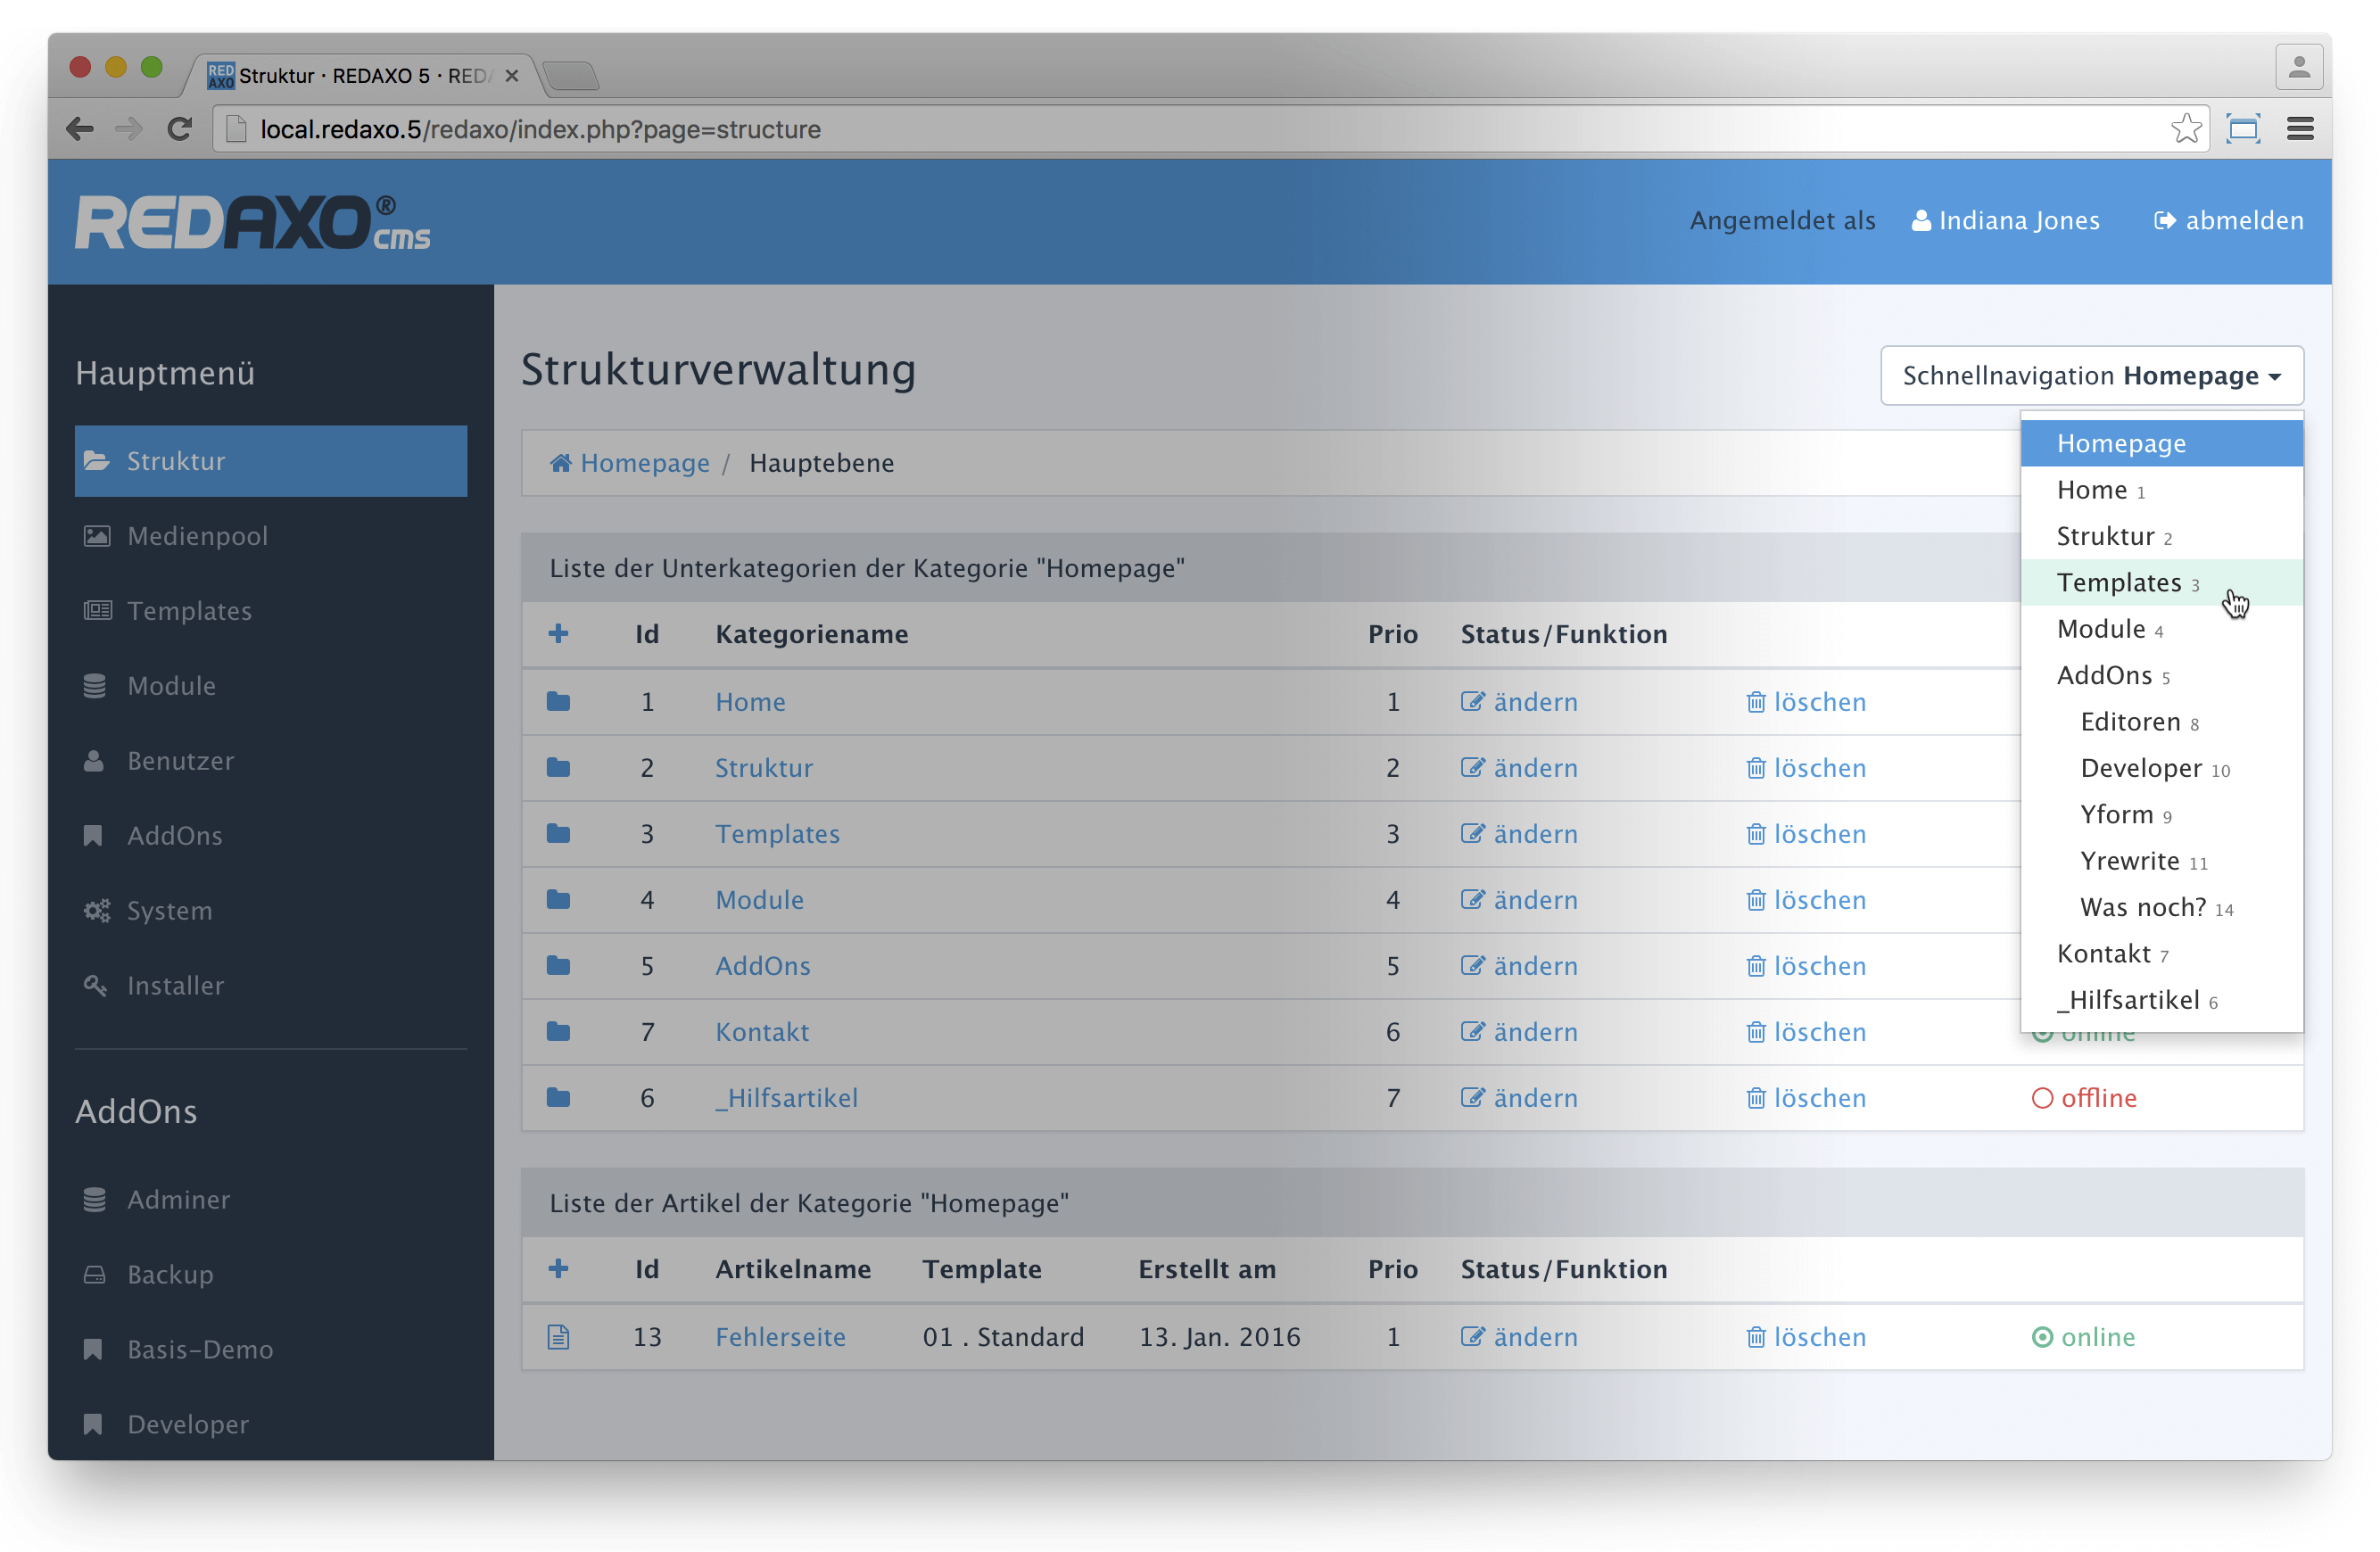 RED AXO Struktur · REDAXO 5 · RED
local.redaxo.5/redaxo/index.php?page=structure
REDAXO® cms
Angemeldet als Indiana Jones abmelden
Hauptmenü
Struktur
Medienpool
Templates
Module
Benutzer
AddOns
System
Installer
AddOns
Adminer
Backup
Basis-Demo
Developer
Strukturverwaltung
Schnellnavigation Homepage
Homepage
Home 1
Struktur 2
Templates 3
Module 4
AddOns 5
Editoren 8
Developer 10
Yform 9
Yrewrite 11
Was noch? 14
Kontakt 7
_Hilfsartikel 6
Homepage / Hauptebene
Liste der Unterkategorien der Kategorie "Homepage"
+ Id Kategoriename Prio Status/Funktion
1 Home 1 ändern löschen
2 Struktur 2 ändern löschen
3 Templates 3 ändern löschen
4 Module 4 ändern löschen
5 AddOns 5 ändern löschen
7 Kontakt 6 ändern löschen online
6 _Hilfsartikel 7 ändern löschen offline
Liste der Artikel der Kategorie "Homepage"
+ Id Artikelname Template Erstellt am Prio Status/Funktion
13 Fehlerseite 01 . Standard 13. Jan. 2016 1 ändern löschen online